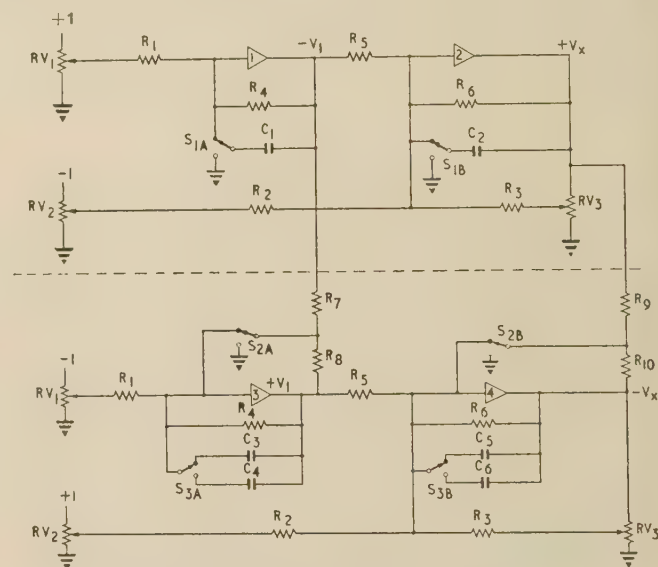 +1
RV1
R1
1
-V1
R5
2
+Vx
R4
C1
S1A
R6
C2
S1B
-1
RV2
R2
R3
RV3
R7
R9
S2A
S2B
R8
R10
-1
RV1
R1
3
+V1
R5
4
-Vx
R4
C3
C4
S3A
R6
C5
C6
S3B
+1
RV2
R2
R3
RV3